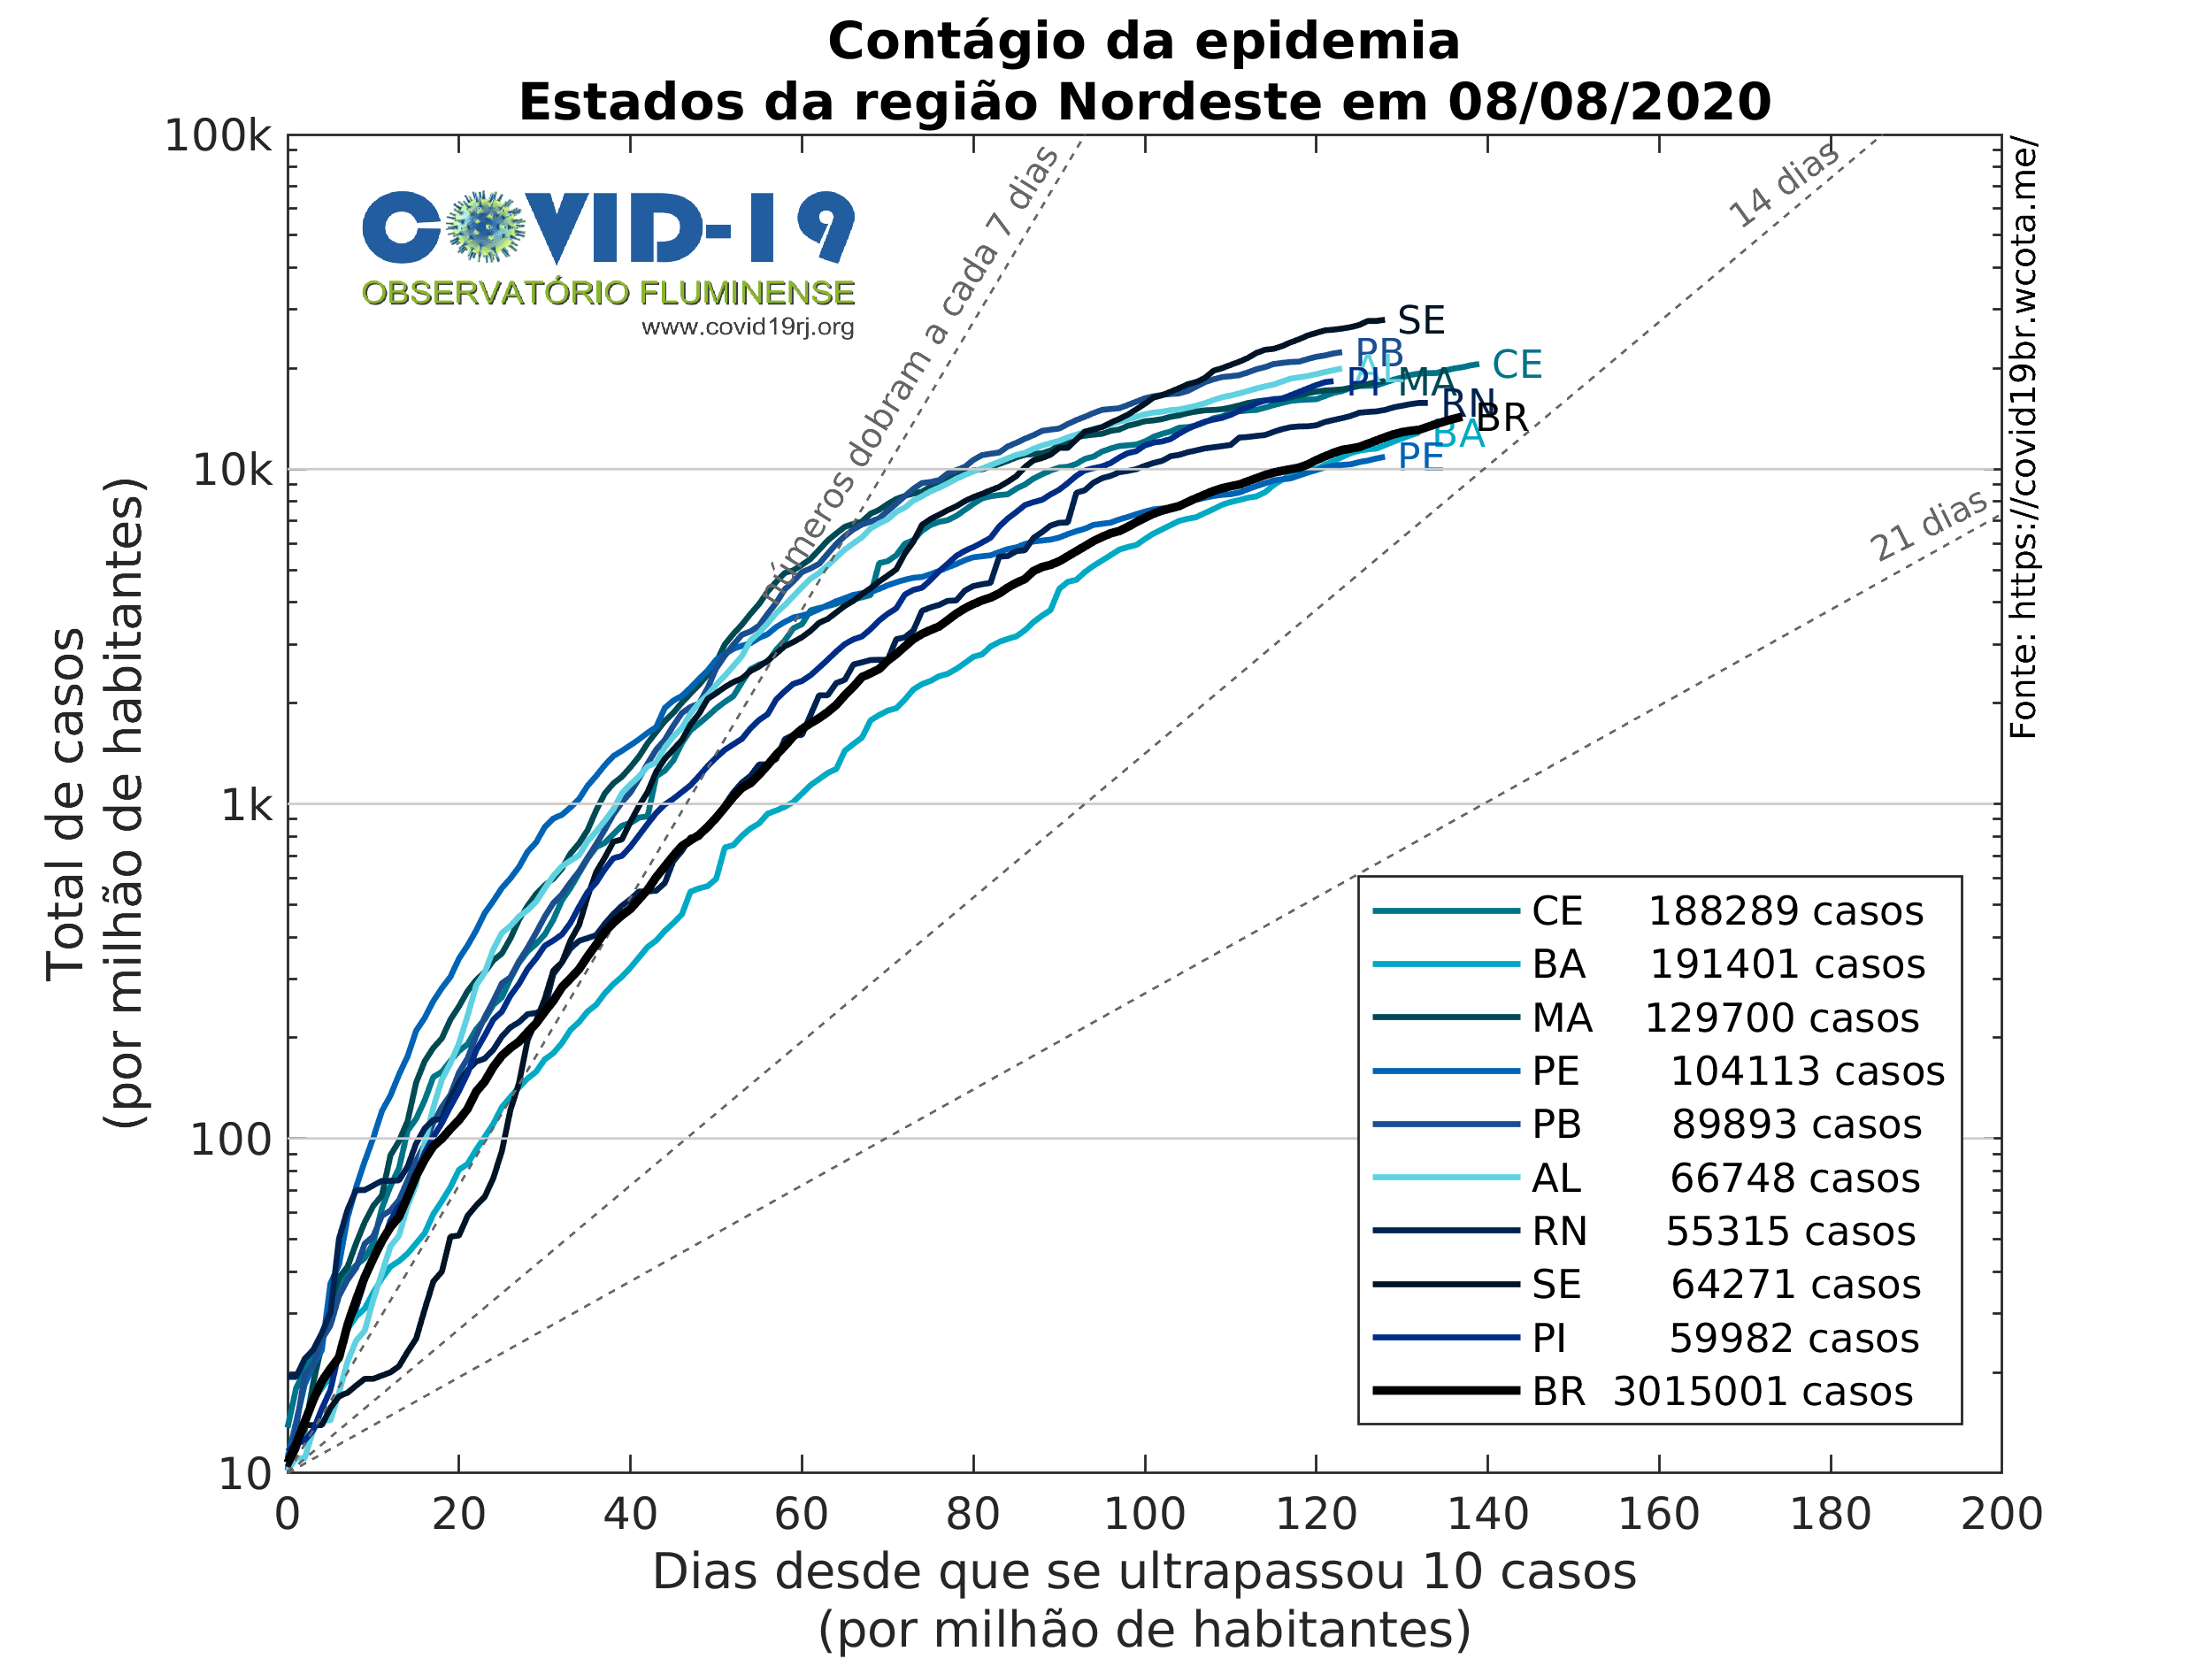 Contágio da epidemia
Estados da região Nordeste em 08/08/2020
100k
10k
1k
100
10
Total de casos
(por milhão de habitantes)
COVID-19
OBSERVATÓRIO FLUMINENSE
www.covid19rj.org
números dobram a cada 7 dias
14 dias
21 dias
Fonte: https://covid19br.wcota.me/
SE
PB
AL
CE
PI
MA
RN
BR
BA
PE
CE 188289 casos
BA 191401 casos
MA 129700 casos
PE 104113 casos
PB 89893 casos
AL 66748 casos
RN 55315 casos
SE 64271 casos
PI 59982 casos
BR 3015001 casos
0 20 40 60 80 100 120 140 160 180 200
Dias desde que se ultrapassou 10 casos
(por milhão de habitantes)